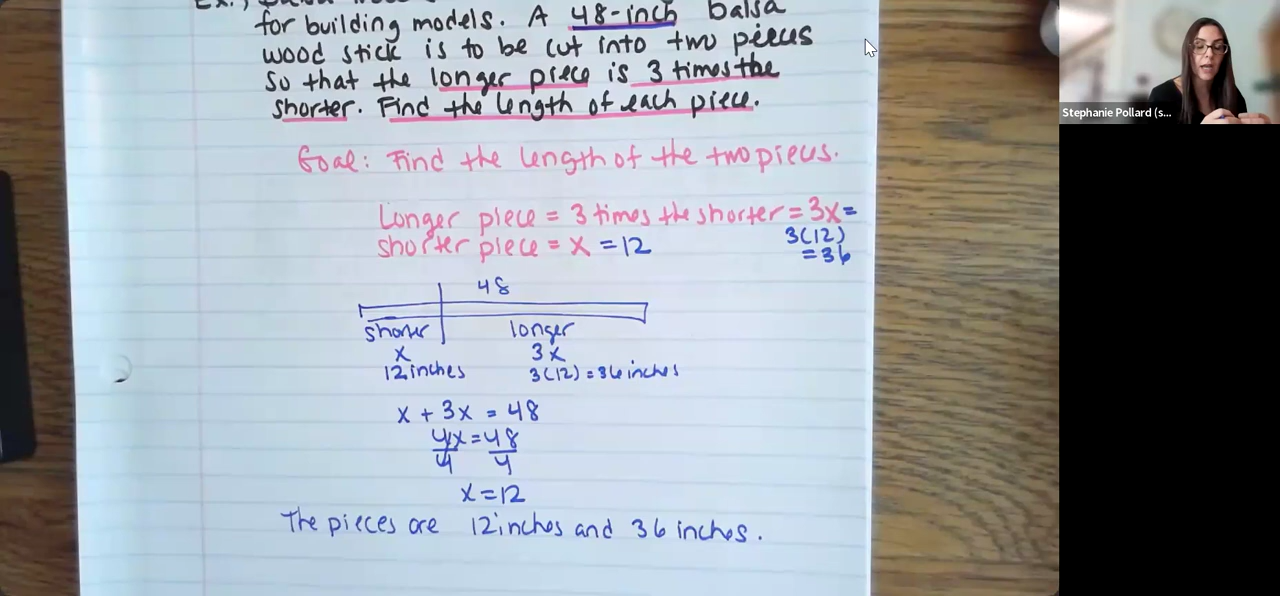 for building models. A 48-inch balsa
wood stick is to be cut into two pieces
so that the longer piece is 3 times the
shorter. Find the length of each piece.
Goal: Find the length of the two pieces.
Longer piece = 3 times the shorter = 3x =
3(12)
shorter piece = x = 12
= 36
48
shorter longer
x 3x
12 inches 3(12) = 36 inches
x + 3x = 48
4x = 48
4 4
x = 12
The pieces are 12 inches and 36 inches.
Stephanie Pollard (s...